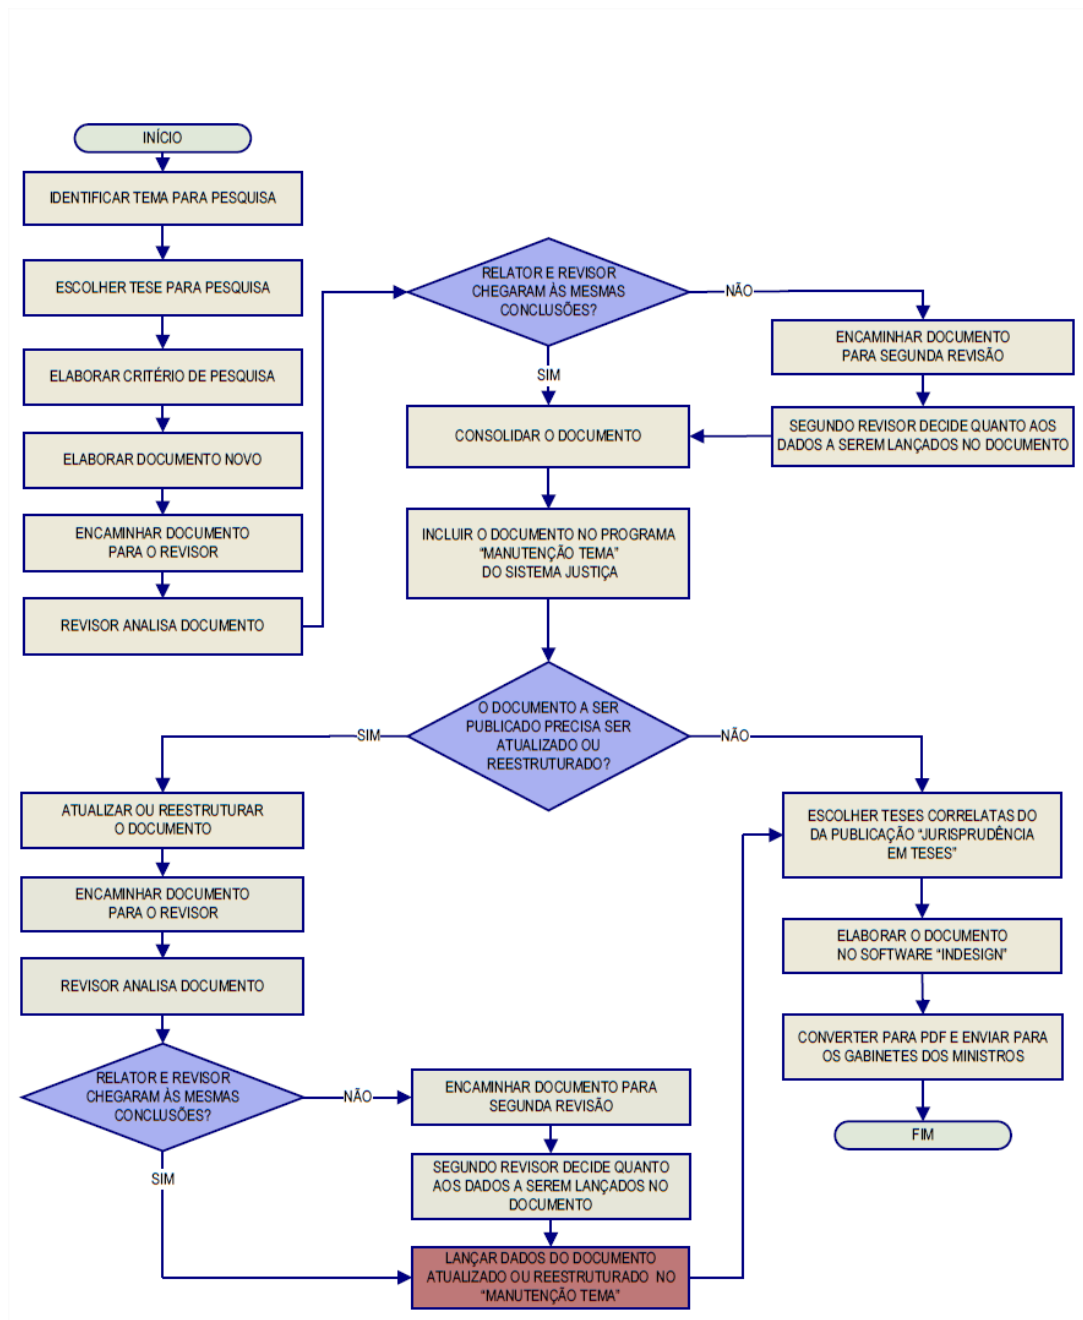 INÍCIO
IDENTIFICAR TEMA PARA PESQUISA
ESCOLHER TESE PARA PESQUISA
ELABORAR CRITÉRIO DE PESQUISA
ELABORAR DOCUMENTO NOVO
ENCAMINHAR DOCUMENTO
PARA O REVISOR
REVISOR ANALISA DOCUMENTO
RELATOR E REVISOR
CHEGARAM ÀS MESMAS
CONCLUSÕES?
NÃO
ENCAMINHAR DOCUMENTO
PARA SEGUNDA REVISÃO
SEGUNDO REVISOR DECIDE QUANTO AOS
DADOS A SEREM LANÇADOS NO DOCUMENTO
SIM
CONSOLIDAR O DOCUMENTO
INCLUIR O DOCUMENTO NO PROGRAMA
“MANUTENÇÃO TEMA”
DO SISTEMA JUSTIÇA
O DOCUMENTO A SER
PUBLICADO PRECISA SER
ATUALIZADO OU
REESTRUTURADO?
SIM
NÃO
ATUALIZAR OU REESTRUTURAR
O DOCUMENTO
ENCAMINHAR DOCUMENTO
PARA O REVISOR
REVISOR ANALISA DOCUMENTO
RELATOR E REVISOR
CHEGARAM ÀS MESMAS
CONCLUSÕES?
NÃO
SIM
ENCAMINHAR DOCUMENTO PARA
SEGUNDA REVISÃO
SEGUNDO REVISOR DECIDE QUANTO
AOS DADOS A SEREM LANÇADOS NO
DOCUMENTO
LANÇAR DADOS DO DOCUMENTO
ATUALIZADO OU REESTRUTURADO NO
“MANUTENÇÃO TEMA”
ESCOLHER TESES CORRELATAS DO
DA PUBLICAÇÃO “JURISPRUDÊNCIA
EM TESES”
ELABORAR O DOCUMENTO
NO SOFTWARE “INDESIGN”
CONVERTER PARA PDF E ENVIAR PARA
OS GABINETES DOS MINISTROS
FIM